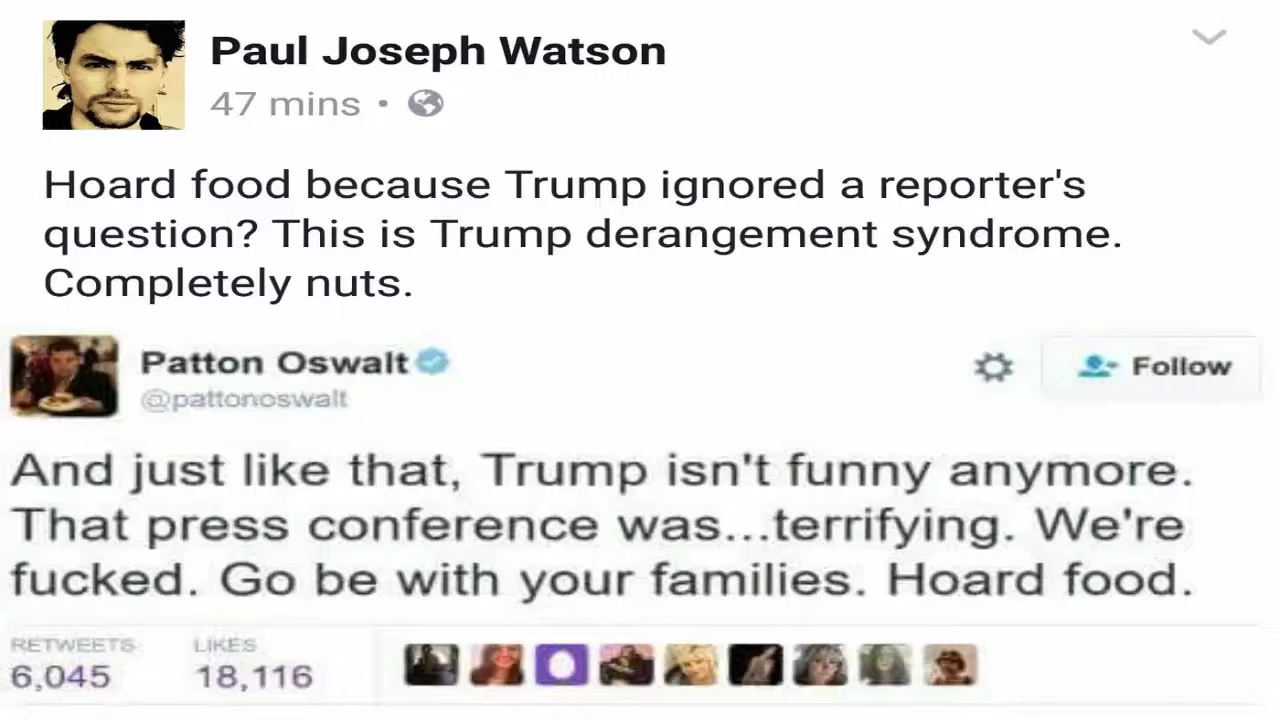 Paul Joseph Watson
47 mins •
Hoard food because Trump ignored a reporter's
question? This is Trump derangement syndrome.
Completely nuts.
Patton Oswalt
@pattonoswalt
Follow
And just like that, Trump isn't funny anymore.
That press conference was...terrifying. We're
fucked. Go be with your families. Hoard food.
RETWEETS LIKES
6,045 18,116